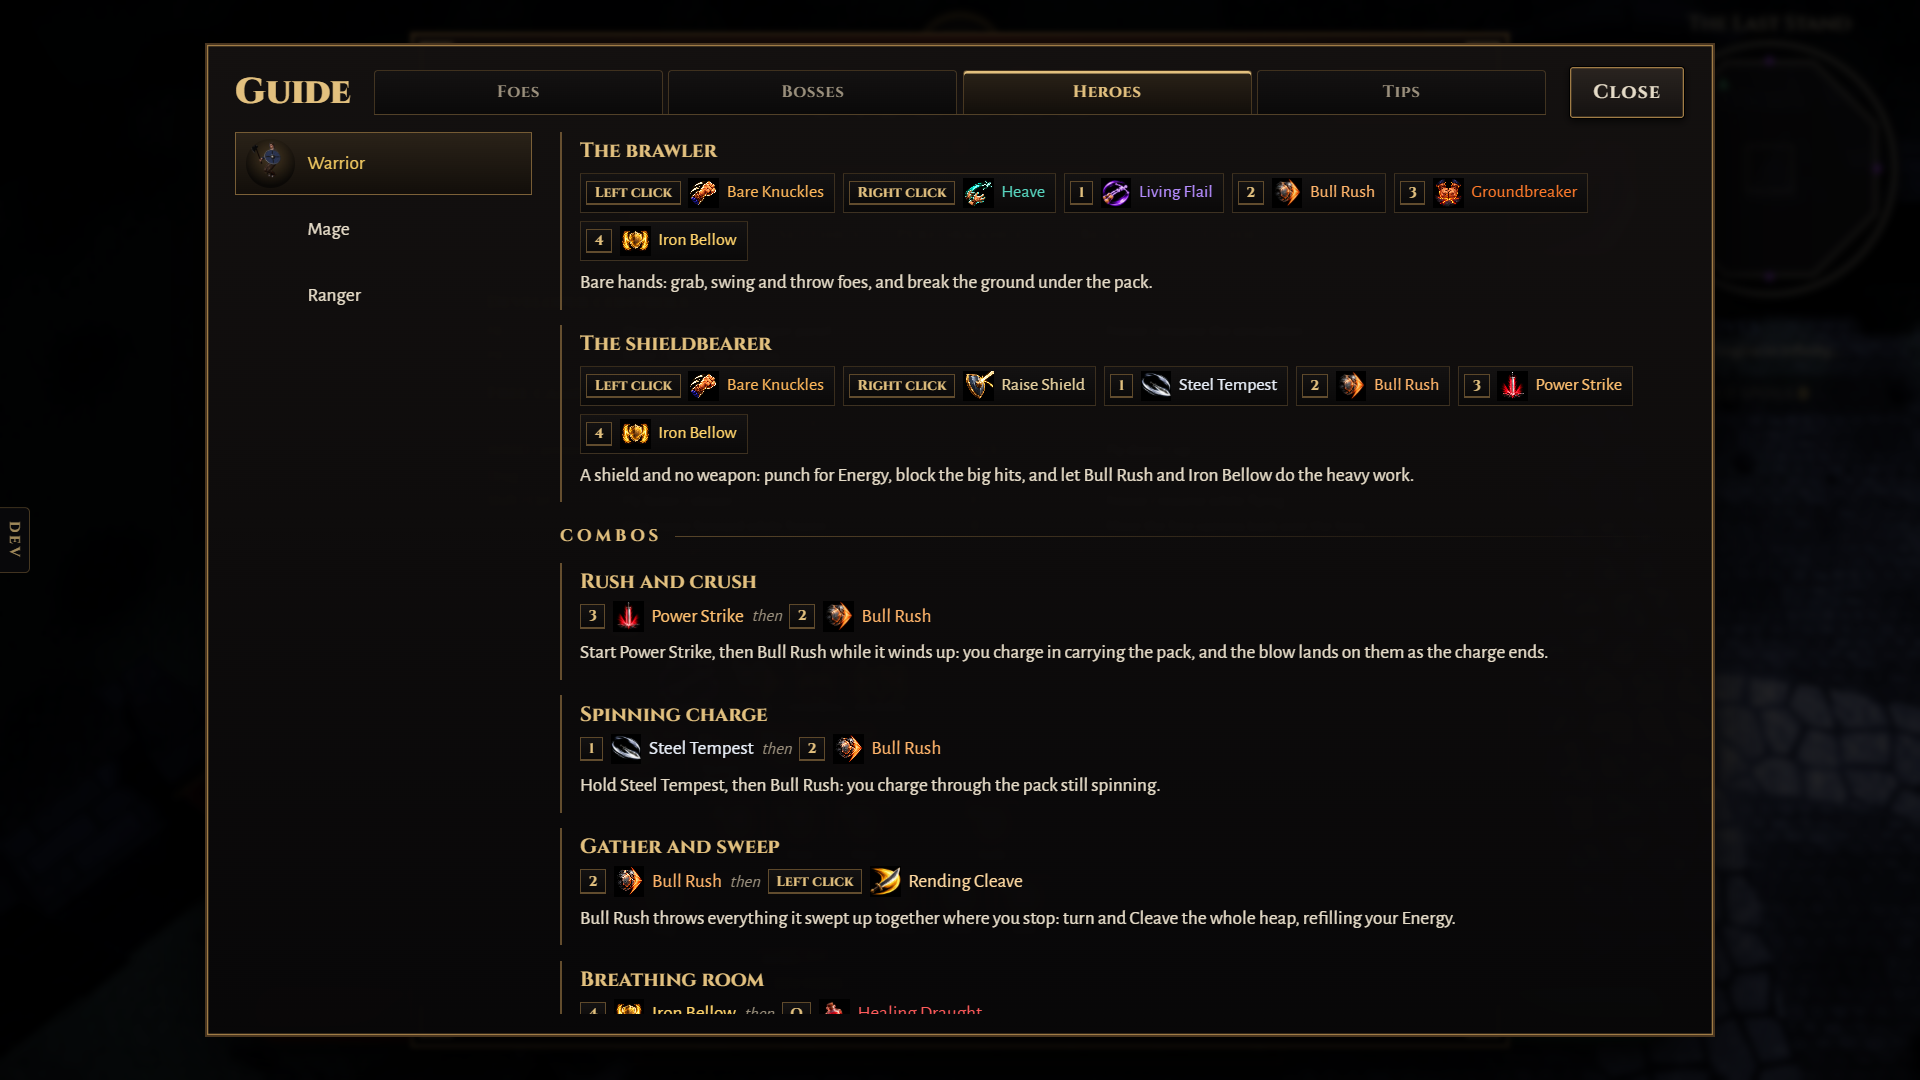 THE LAST STAND
GUIDE
FOES
BOSSES
HEROES
TIPS
CLOSE
Warrior
Mage
Ranger
DEV
THE BRAWLER
LEFT CLICK Bare Knuckles RIGHT CLICK Heave 1 Living Flail 2 Bull Rush 3 Groundbreaker
4 Iron Bellow
Bare hands: grab, swing and throw foes, and break the ground under the pack.
THE SHIELDBEARER
LEFT CLICK Bare Knuckles RIGHT CLICK Raise Shield 1 Steel Tempest 2 Bull Rush 3 Power Strike
4 Iron Bellow
A shield and no weapon: punch for Energy, block the big hits, and let Bull Rush and Iron Bellow do the heavy work.
COMBOS
RUSH AND CRUSH
3 Power Strike then 2 Bull Rush
Start Power Strike, then Bull Rush while it winds up: you charge in carrying the pack, and the blow lands on them as the charge ends.
SPINNING CHARGE
1 Steel Tempest then 2 Bull Rush
Hold Steel Tempest, then Bull Rush: you charge through the pack still spinning.
GATHER AND SWEEP
2 Bull Rush then LEFT CLICK Rending Cleave
Bull Rush throws everything it swept up together where you stop: turn and Cleave the whole heap, refilling your Energy.
BREATHING ROOM
4 Iron Bellow then Q Healing Draught